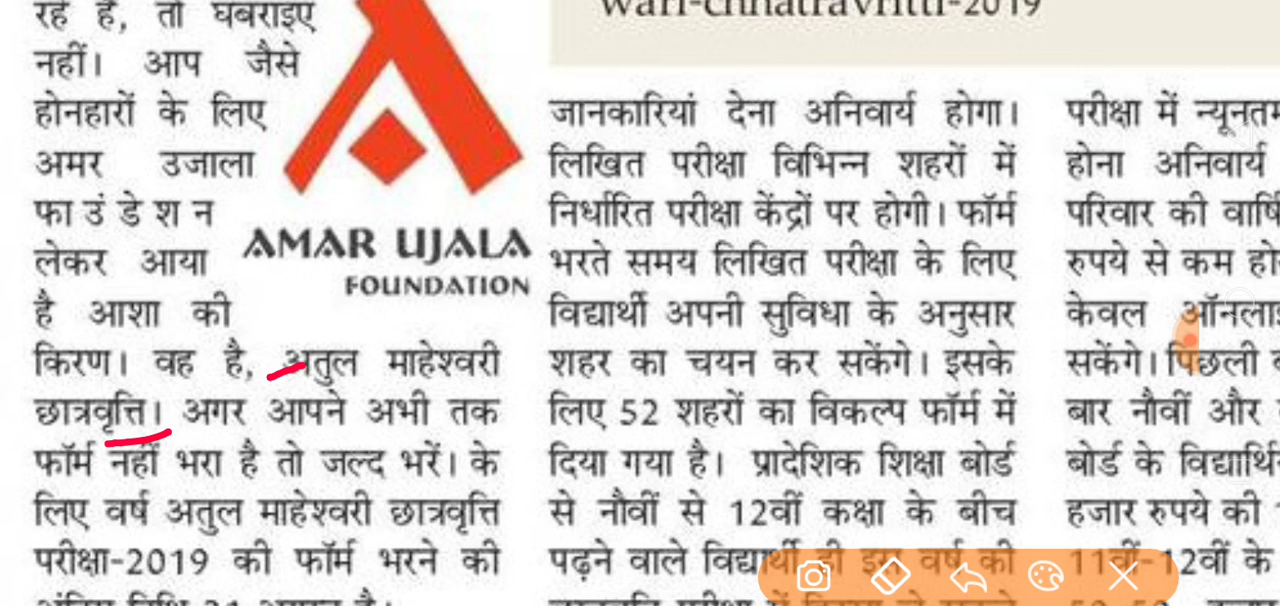 रहे हैं, तो घबराइए
नहीं। आप जैसे
होनहारों के लिए
अमर उजाला
फाउंडेशन
लेकर आया
है आशा की
किरण। वह है, अतुल माहेश्वरी
छात्रवृत्ति। अगर आपने अभी तक
फॉर्म नहीं भरा है तो जल्द भरें। के
लिए वर्ष अतुल माहेश्वरी छात्रवृत्ति
परीक्षा-2019 की फॉर्म भरने की
AMAR UJALA
FOUNDATION
wari-chhatravritti-2019
जानकारियां देना अनिवार्य होगा।
लिखित परीक्षा विभिन्न शहरों में
निर्धारित परीक्षा केंद्रों पर होगी। फॉर्म
भरते समय लिखित परीक्षा के लिए
विद्यार्थी अपनी सुविधा के अनुसार
शहर का चयन कर सकेंगे। इसके
लिए 52 शहरों का विकल्प फॉर्म में
दिया गया है। प्रादेशिक शिक्षा बोर्ड
से नौवीं से 12वीं कक्षा के बीच
पढ़ने वाले विद्यार्थी ही इस वर्ष की
परीक्षा में
होना अनिवार्य
परिवार की
रुपये से कम
केवल
सकेंगे। पिछली
बार नौवीं और
बोर्ड के
हजार रुपये की
11वीं-12वीं के